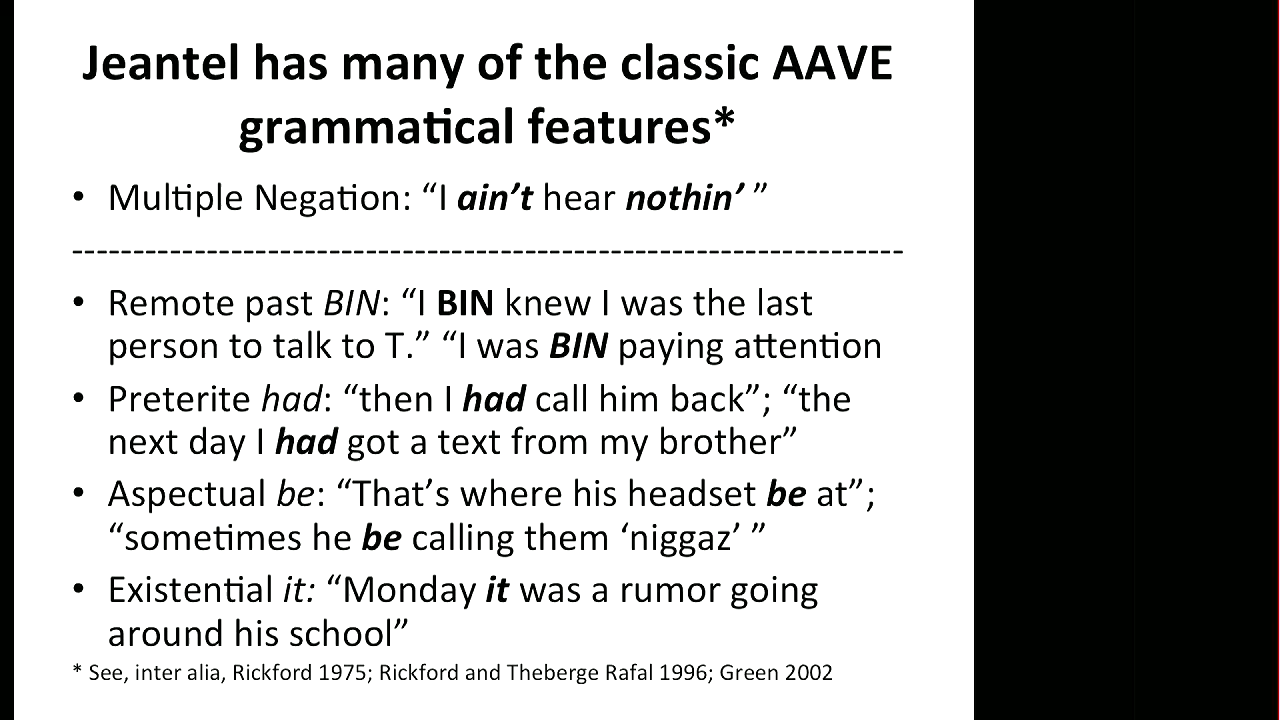 Jeantel has many of the classic AAVE
grammatical features*
• Multiple Negation: “I ain’t hear nothin’ ”
--------------------------------------------------------------------
• Remote past BIN: “I BIN knew I was the last
person to talk to T.” “I was BIN paying attention
• Preterite had: “then I had call him back”; “the
next day I had got a text from my brother”
• Aspectual be: “That’s where his headset be at”;
“sometimes he be calling them ‘niggaz’ ”
• Existential it: “Monday it was a rumor going
around his school”
* See, inter alia, Rickford 1975; Rickford and Theberge Rafal 1996; Green 2002